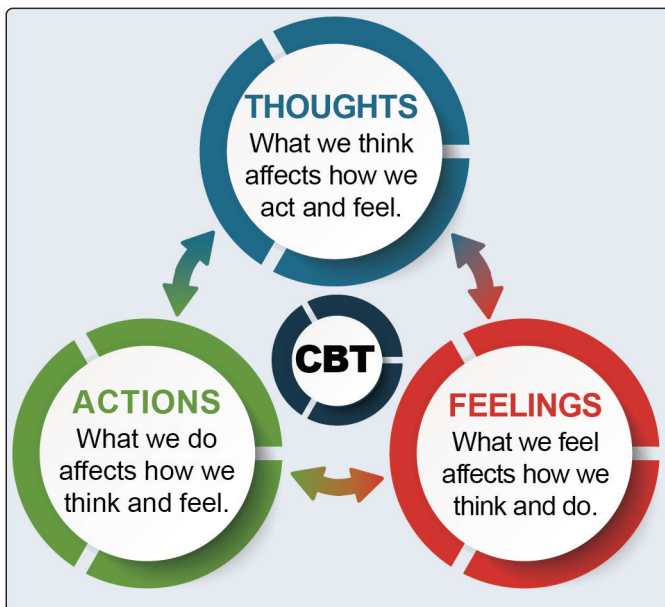 THOUGHTS
What we think
affects how we
act and feel.
CBT
ACTIONS
What we do
affects how we
think and feel.
FEELINGS
What we feel
affects how we
think and do.